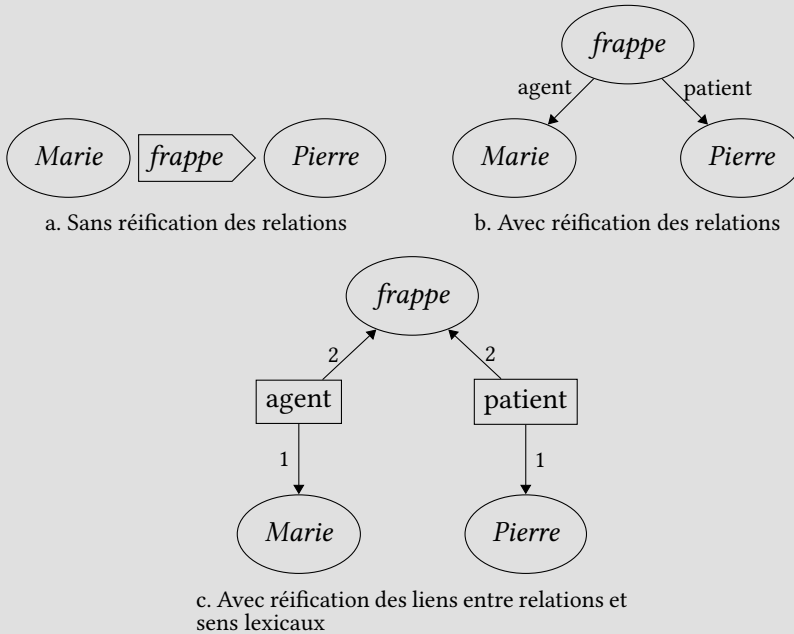 frappe
agent
patient
Marie
frappe
Pierre
Marie
Pierre
a. Sans réification des relations
b. Avec réification des relations
frappe
2
2
agent
patient
1
1
Marie
Pierre
c. Avec réification des liens entre relations et
sens lexicaux